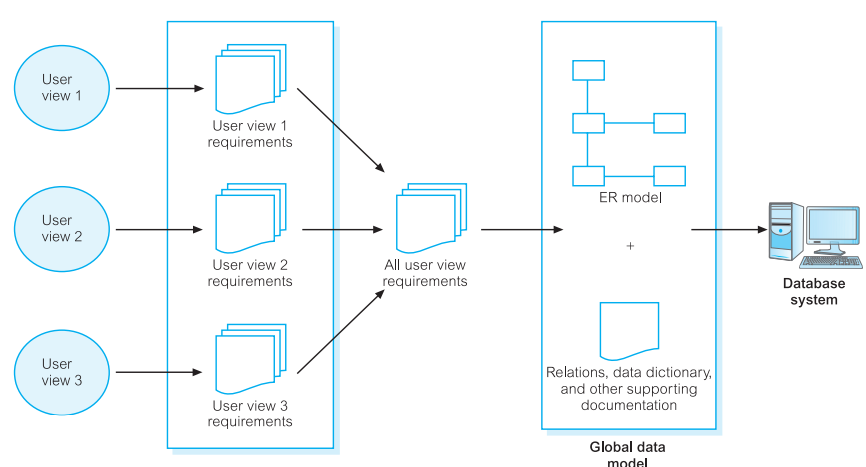 User
view 1
User view 1
requirements
User
view 2
User view 2
requirements
All user view
requirements
User
view 3
User view 3
requirements
ER model
+
Relations, data dictionary,
and other supporting
documentation
Global data
model
Database
system